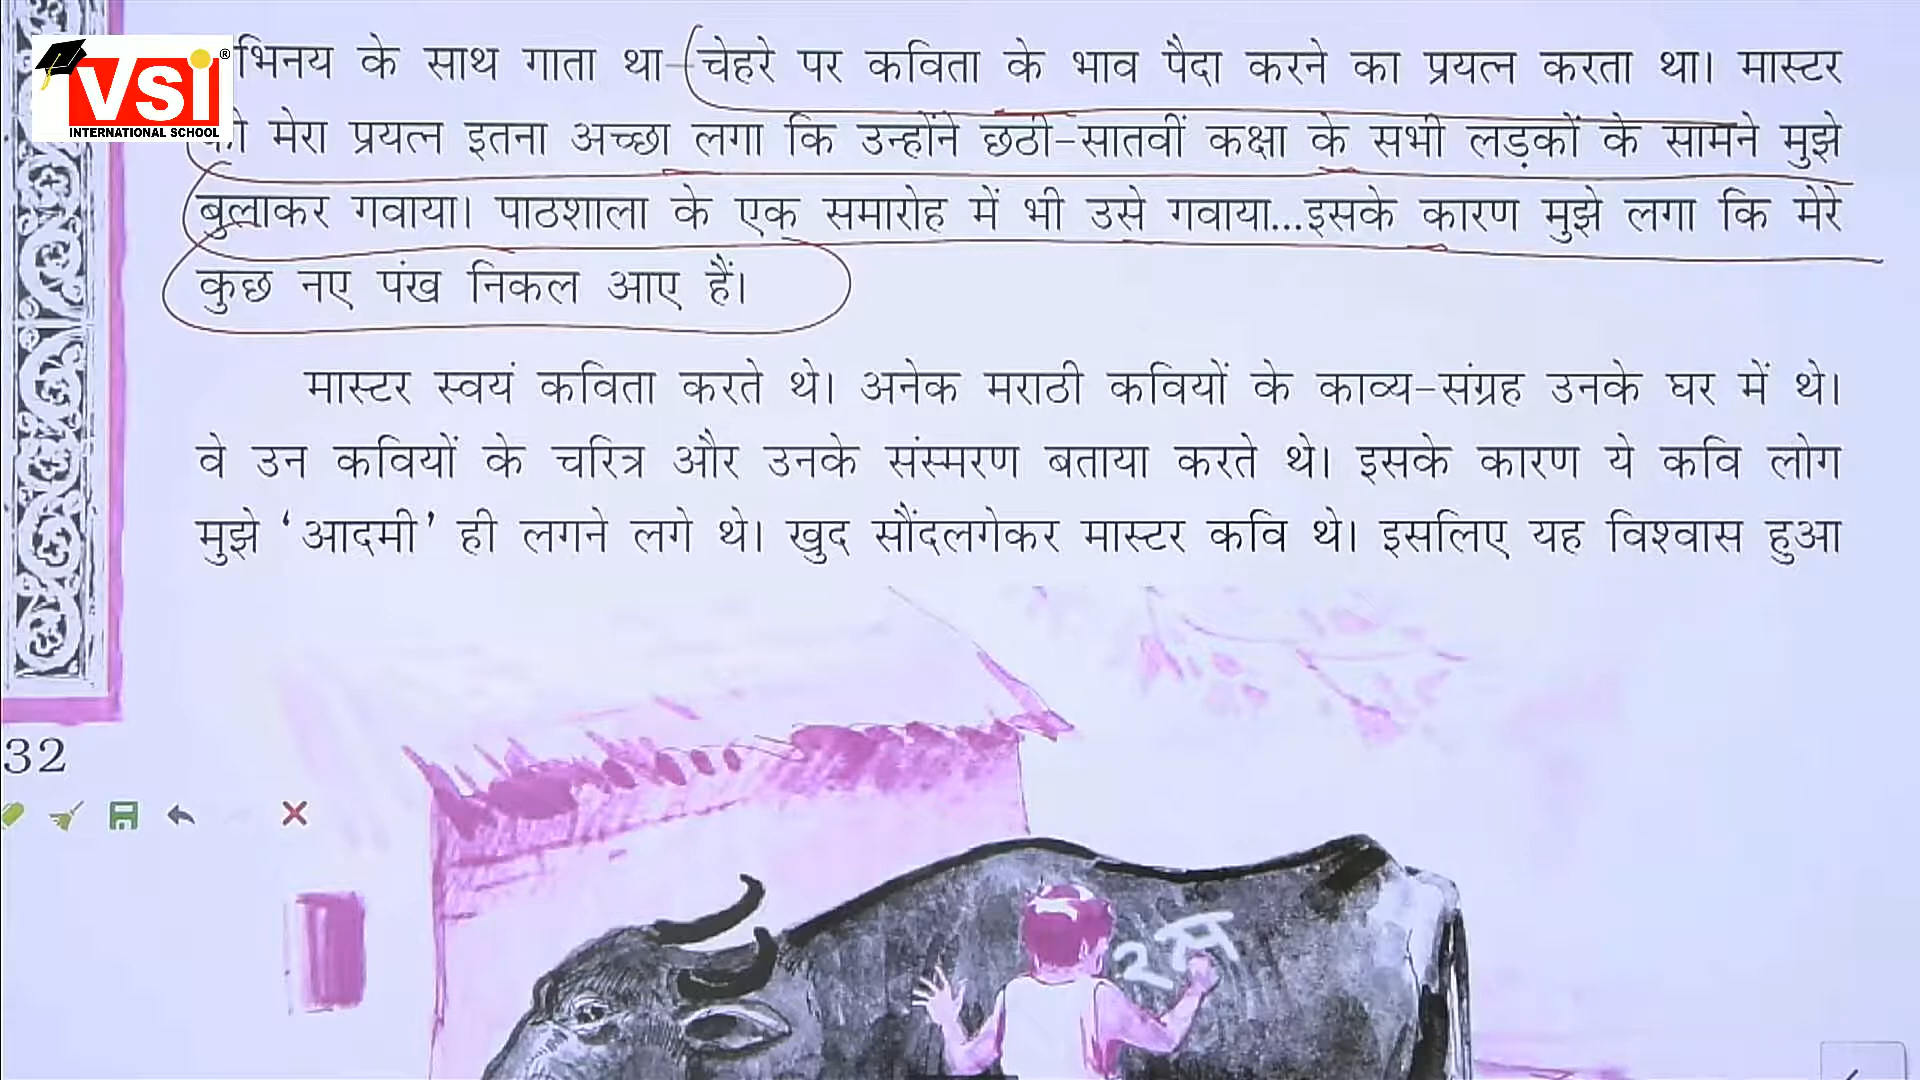 VSI®
INTERNATIONAL SCHOOL
भिनय के साथ गाता था—चेहरे पर कविता के भाव पैदा करने का प्रयत्न करता था। मास्टर
मेरा प्रयत्न इतना अच्छा लगा कि उन्होंने छठी-सातवीं कक्षा के सभी लड़कों के सामने मुझे
बुलाकर गवाया। पाठशाला के एक समारोह में भी उसे गवाया...इसके कारण मुझे लगा कि मेरे
कुछ नए पंख निकल आए हैं।
मास्टर स्वयं कविता करते थे। अनेक मराठी कवियों के काव्य-संग्रह उनके घर में थे।
वे उन कवियों के चरित्र और उनके संस्मरण बताया करते थे। इसके कारण ये कवि लोग
मुझे ‘आदमी’ ही लगने लगे थे। खुद सौंदलगेकर मास्टर कवि थे। इसलिए यह विश्वास हुआ
32